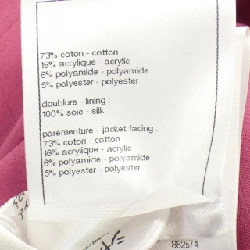 73% coton - cotton
16% acrylique - acrylic
6% polyamide - polyamide
5% polyester - polyester
doublure - lining :
100% soie - silk
parementure - jacket facing :
73% coton - cotton
16% acrylique - acrylic
6% polyamide - polyamide
5% polyester - polyester